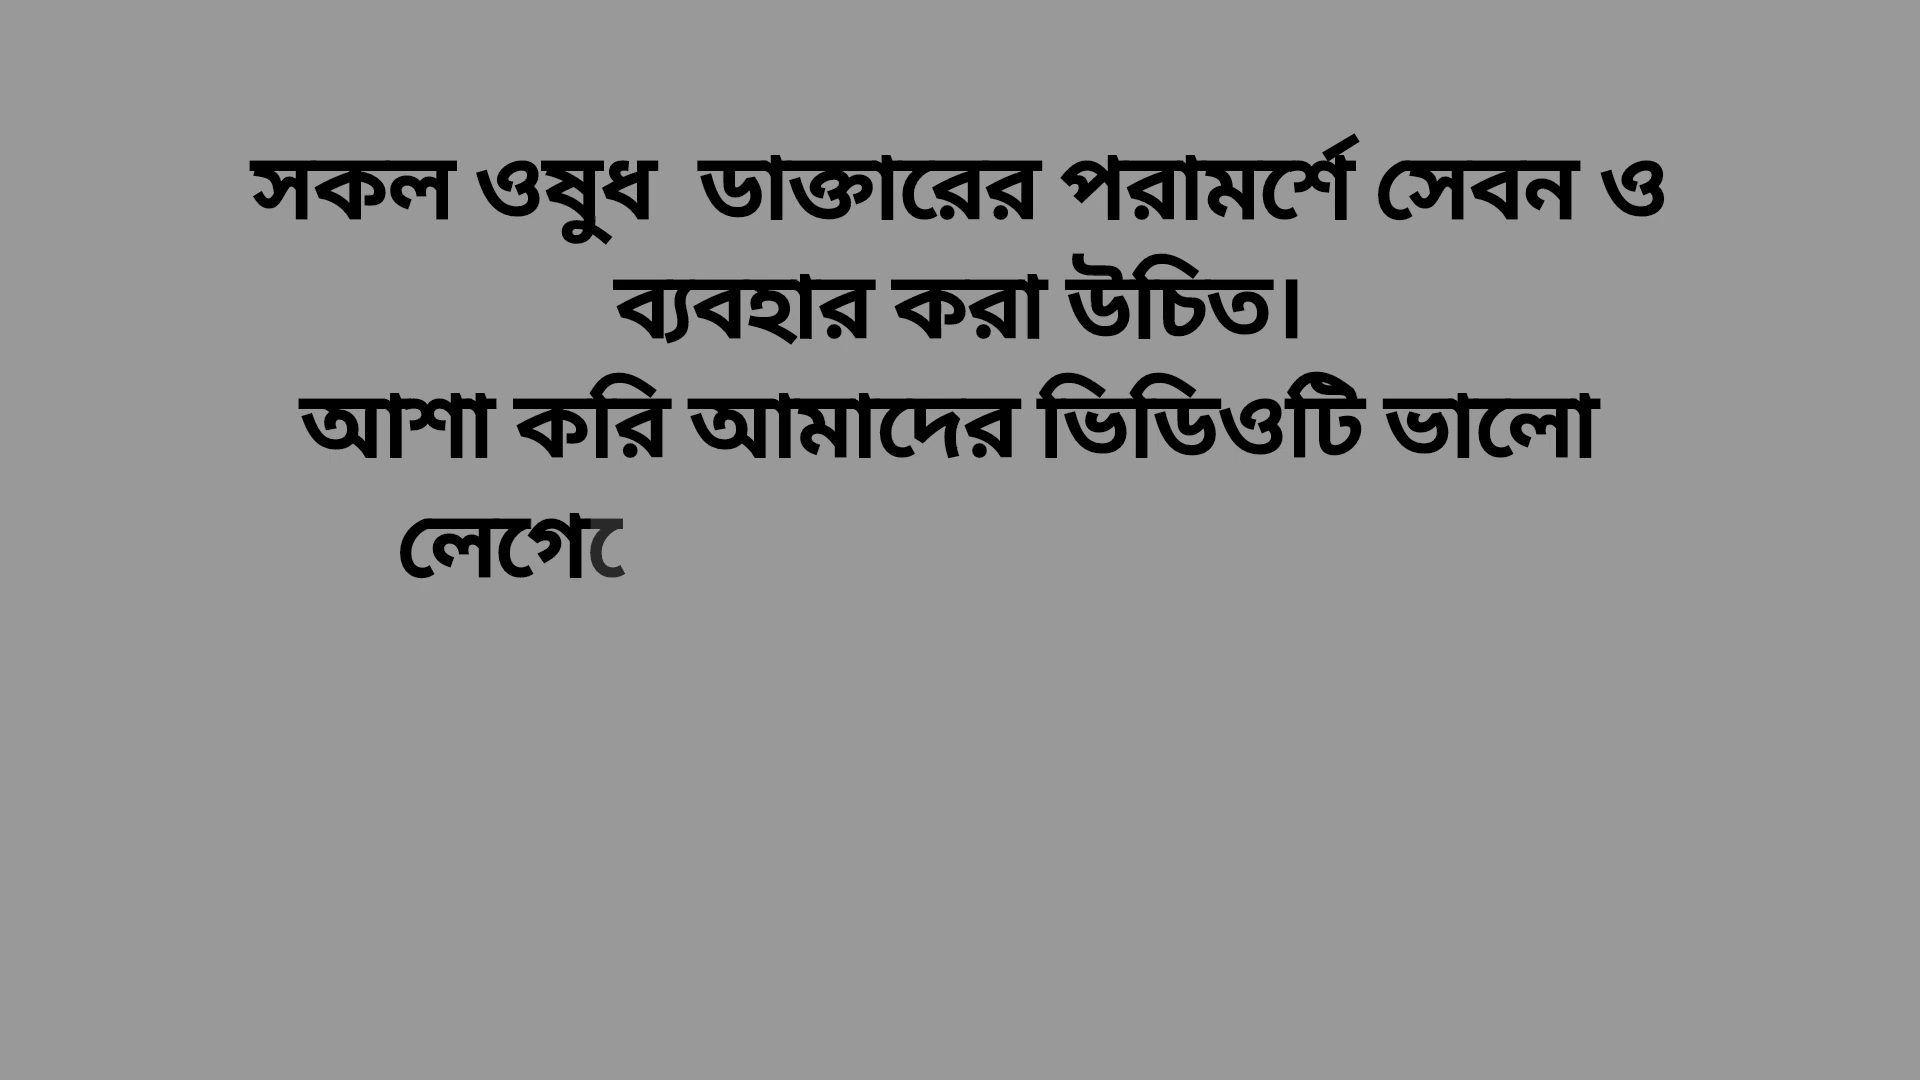 সকল ওষুধ  ডাক্তারের পরামর্শে সেবন ও
ব্যবহার করা উচিত।
আশা করি আমাদের ভিডিওটি ভালো
লেগে